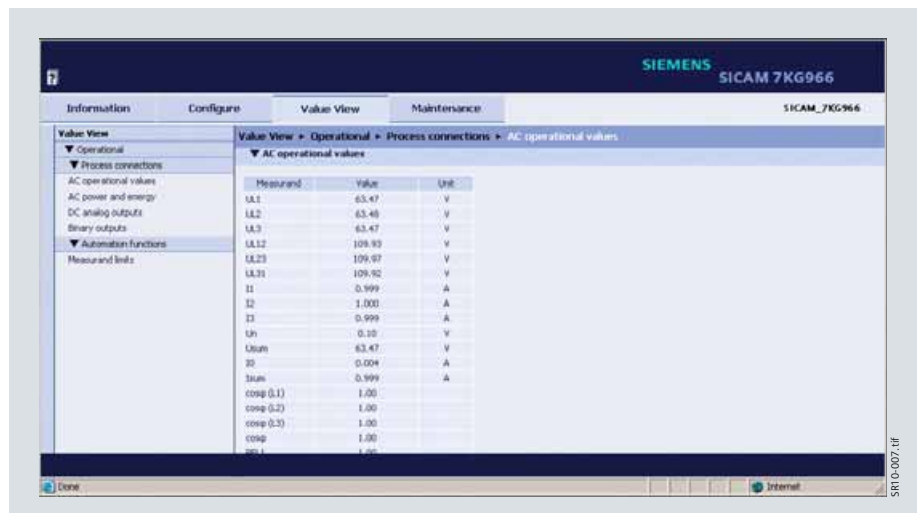 SIEMENS
SICAM 7KG966
Information Configure Value View Maintenance SICAM_7KG966
Value View
Operational
Process connections
AC operational values
AC power and energy
DC analog outputs
Binary outputs
Automation functions
Measurand limits
Value View Operational Process connections AC operational values
AC operational values
Measurand Value Unit
UL1 63.47 V
UL2 63.48 V
UL3 63.47 V
UL12 109.93 V
UL23 109.97 V
UL31 109.92 V
I1 0.999 A
I2 1.000 A
I3 0.999 A
Un 0.10 V
Usum 63.47 V
I0 0.004 A
Isum 0.999 A
cosφ (L1) 1.00
cosφ (L2) 1.00
cosφ (L3) 1.00
cosφ 1.00
Done Internet
SR10-007.tif